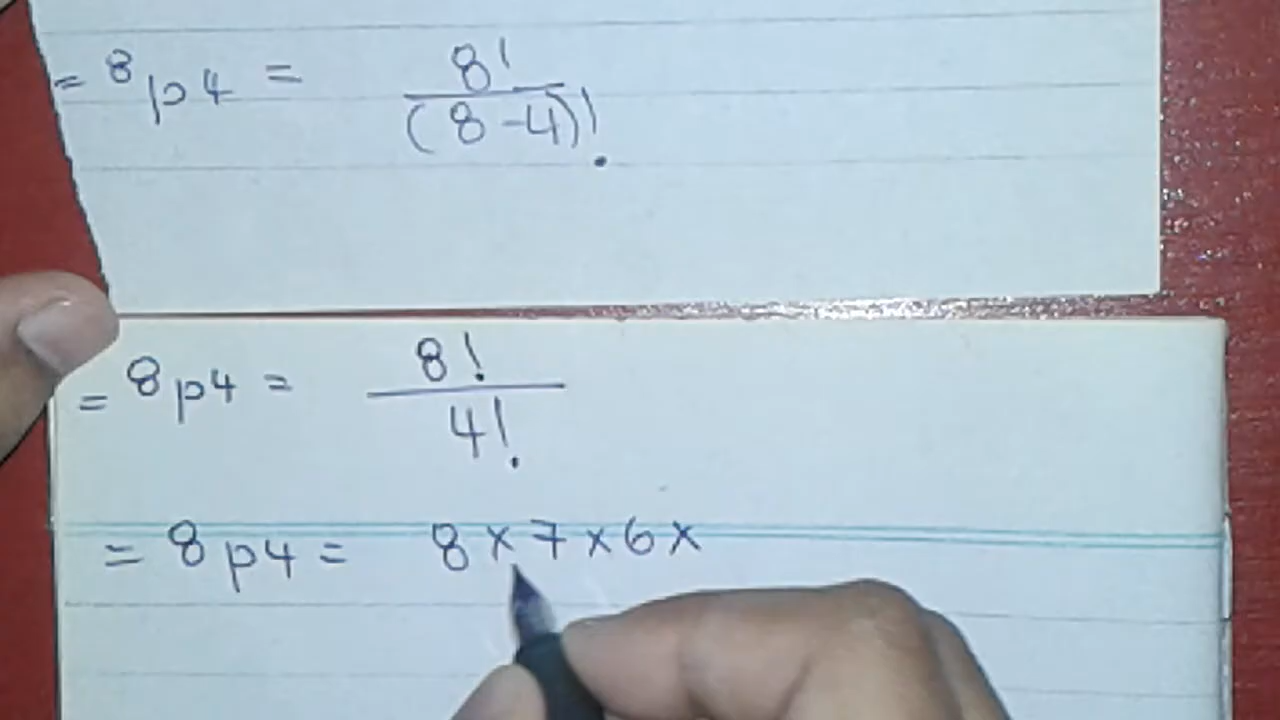 = 8p4 = 8! / (8-4)!
= 8p4 = 8! / 4!
= 8p4 = 8×7×6×